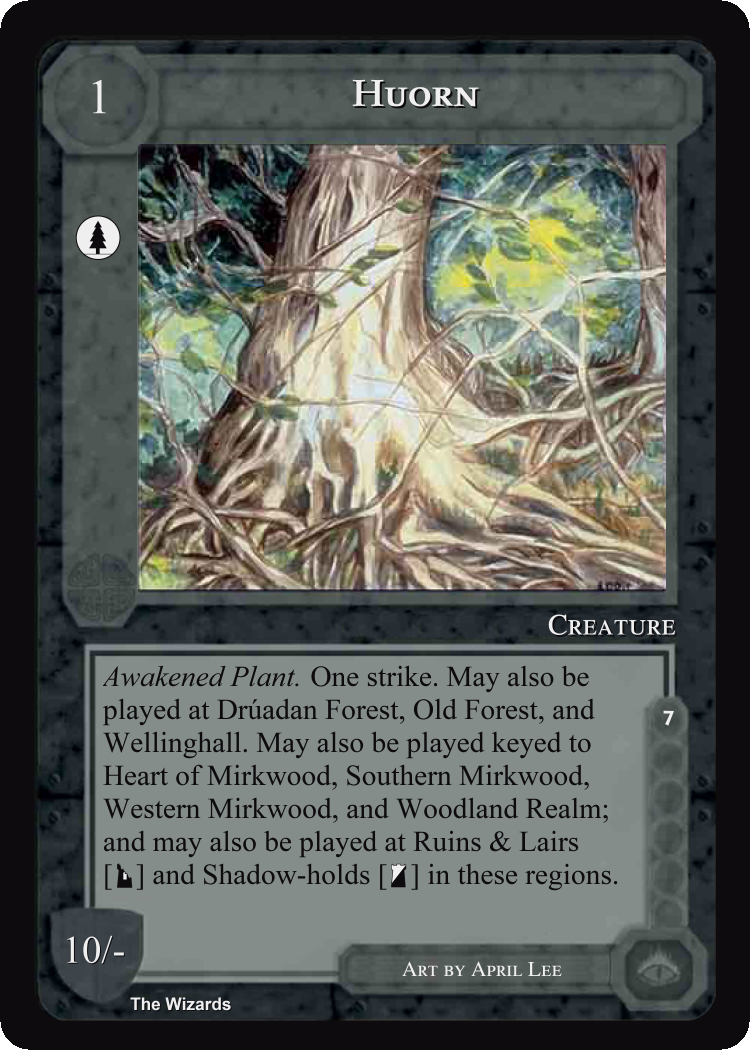 1
HUORN
CREATURE
Awakened Plant. One strike. May also be
played at Drúadan Forest, Old Forest, and
Wellinghall. May also be played keyed to
Heart of Mirkwood, Southern Mirkwood,
Western Mirkwood, and Woodland Realm;
and may also be played at Ruins & Lairs
[ ] and Shadow-holds [ ] in these regions.
7
10/-
ART BY APRIL LEE
The Wizards